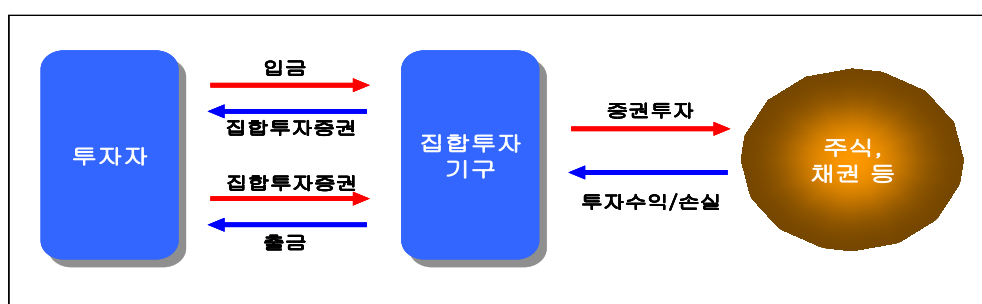 투자자
입금
집합투자증권
집합투자증권
출금
집합투자
기구
증권투자
투자수익/손실
주식,
채권 등